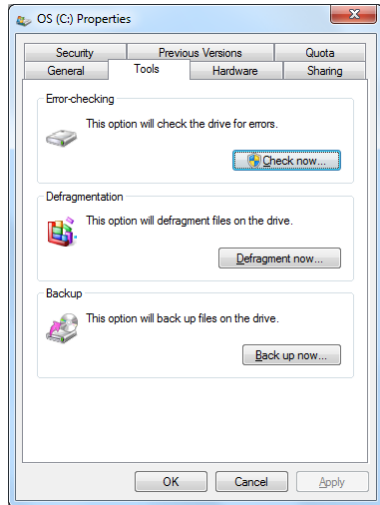 OS (C:) Properties
Security
Previous Versions
Quota
General
Tools
Hardware
Sharing
Error-checking
This option will check the drive for errors.
Check now...
Defragmentation
This option will defragment files on the drive.
Defragment now...
Backup
This option will back up files on the drive.
Back up now...
OK
Cancel
Apply